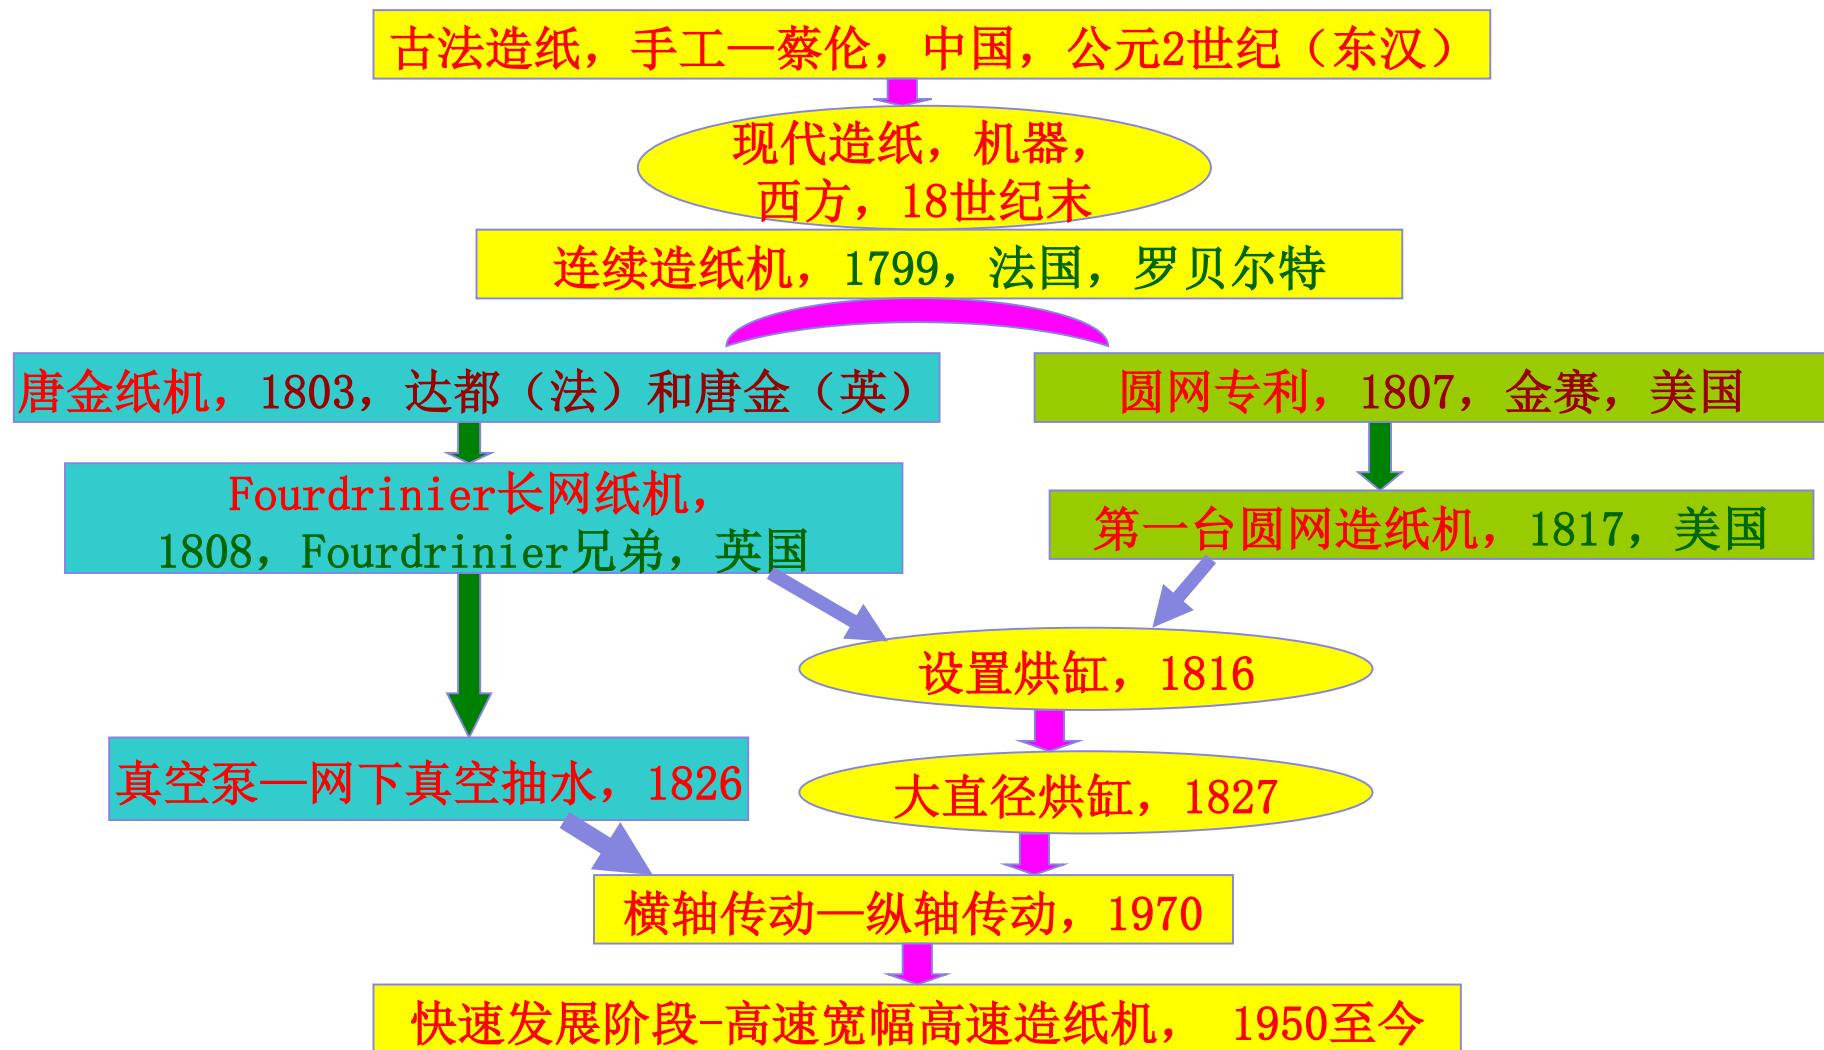 古法造纸，手工—蔡伦，中国，公元2世纪（东汉）
现代造纸，机器，
西方，18世纪末
连续造纸机，1799，法国，罗贝尔特
唐金纸机，1803，达都（法）和唐金（英）
圆网专利，1807，金赛，美国
Fourdrinier长网纸机，
1808，Fourdrinier兄弟，英国
第一台圆网造纸机，1817，美国
设置烘缸，1816
真空泵—网下真空抽水，1826
大直径烘缸，1827
横轴传动—纵轴传动，1970
快速发展阶段-高速宽幅高速造纸机， 1950至今